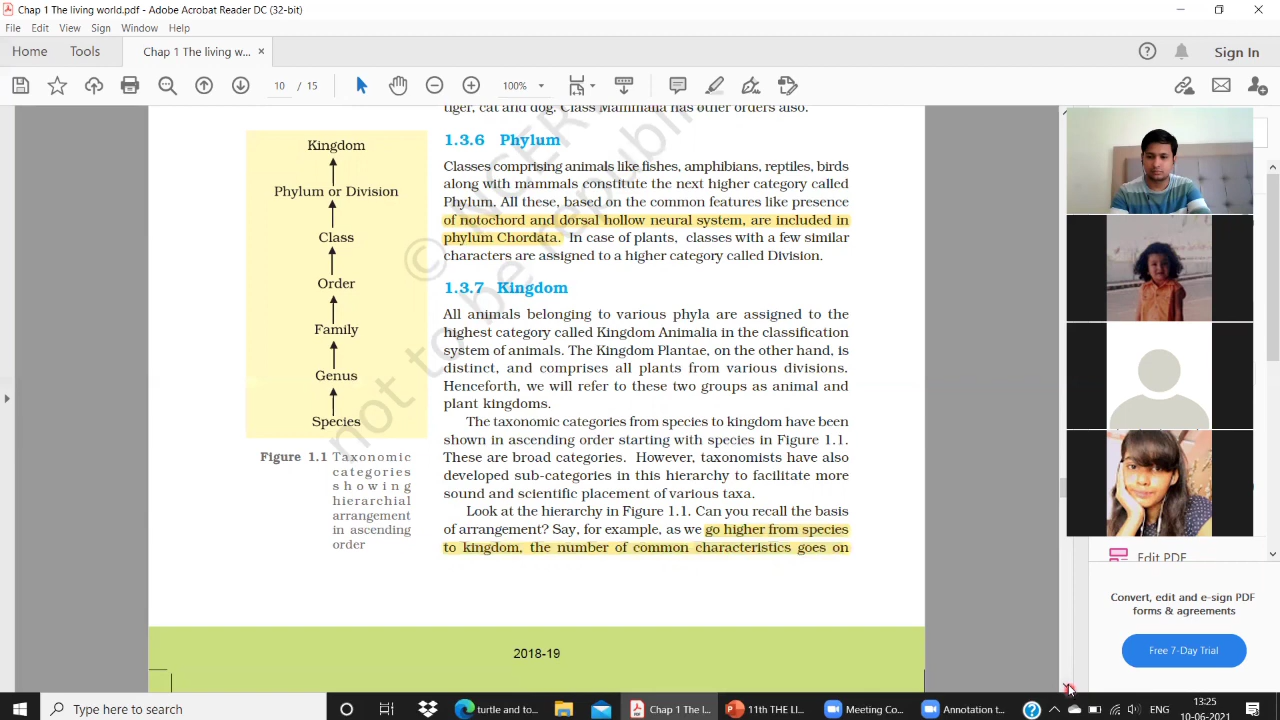 Chap 1 The living world.pdf - Adobe Acrobat Reader DC (32-bit)
File Edit View Sign Window Help
Home Tools Chap 1 The living w... × Sign In
10 / 15 100%
tiger, cat and dog. Class Mammalia has other orders also.
1.3.6 Phylum
Classes comprising animals like fishes, amphibians, reptiles, birds
along with mammals constitute the next higher category called
Phylum. All these, based on the common features like presence
of notochord and dorsal hollow neural system, are included in
phylum Chordata. In case of plants, classes with a few similar
characters are assigned to a higher category called Division.
1.3.7 Kingdom
All animals belonging to various phyla are assigned to the
highest category called Kingdom Animalia in the classification
system of animals. The Kingdom Plantae, on the other hand, is
distinct, and comprises all plants from various divisions.
Henceforth, we will refer to these two groups as animal and
plant kingdoms.
The taxonomic categories from species to kingdom have been
shown in ascending order starting with species in Figure 1.1.
These are broad categories. However, taxonomists have also
developed sub-categories in this hierarchy to facilitate more
sound and scientific placement of various taxa.
Look at the hierarchy in Figure 1.1. Can you recall the basis
of arrangement? Say, for example, as we go higher from species
to kingdom, the number of common characteristics goes on
Kingdom
Phylum or Division
Class
Order
Family
Genus
Species
Figure 1.1 Taxonomic
categories
showing
hierarchial
arrangement
in ascending
order
© NCERT
not to be republi
2018-19
Edit PDF
Convert, edit and e-sign PDF
forms & agreements
Free 7-Day Trial
Type here to search
turtle and to...
Chap 1 The l...
11th THE LI...
Meeting Co...
Annotation t...
ENG
13:25
10-06-2021